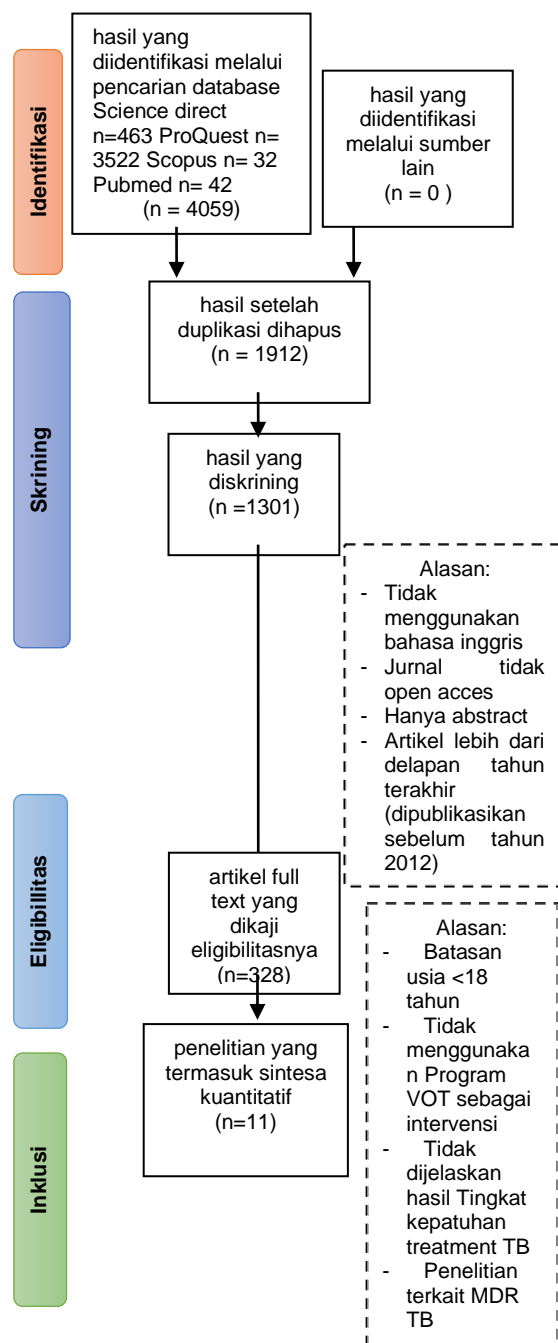 Identifikasi
hasil yang
diidentifikasi melalui
pencarian database
Science direct
n=463 ProQuest n=
3522 Scopus n= 32
Pubmed n= 42
(n = 4059)
hasil yang
diidentifikasi
melalui sumber
lain
(n = 0 )
Skrining
hasil setelah
duplikasi dihapus
(n = 1912)
hasil yang
diskrining
(n =1301)
Alasan:
- Tidak
menggunakan
bahasa inggris
- Jurnal tidak
open acces
- Hanya abstract
- Artikel lebih dari
delapan tahun
terakhir
(dipublikasikan
sebelum tahun
2012)
Eligibillitas
artikel full
text yang
dikaji
eligibilitasnya
(n=328)
Alasan:
- Batasan
usia <18
tahun
- Tidak
menggunaka
n Program
VOT sebagai
intervensi
- Tidak
dijelaskan
hasil Tingkat
kepatuhan
treatment TB
- Penelitian
terkait MDR
TB
Inklusi
penelitian yang
termasuk sintesa
kuantitatif
(n=11)